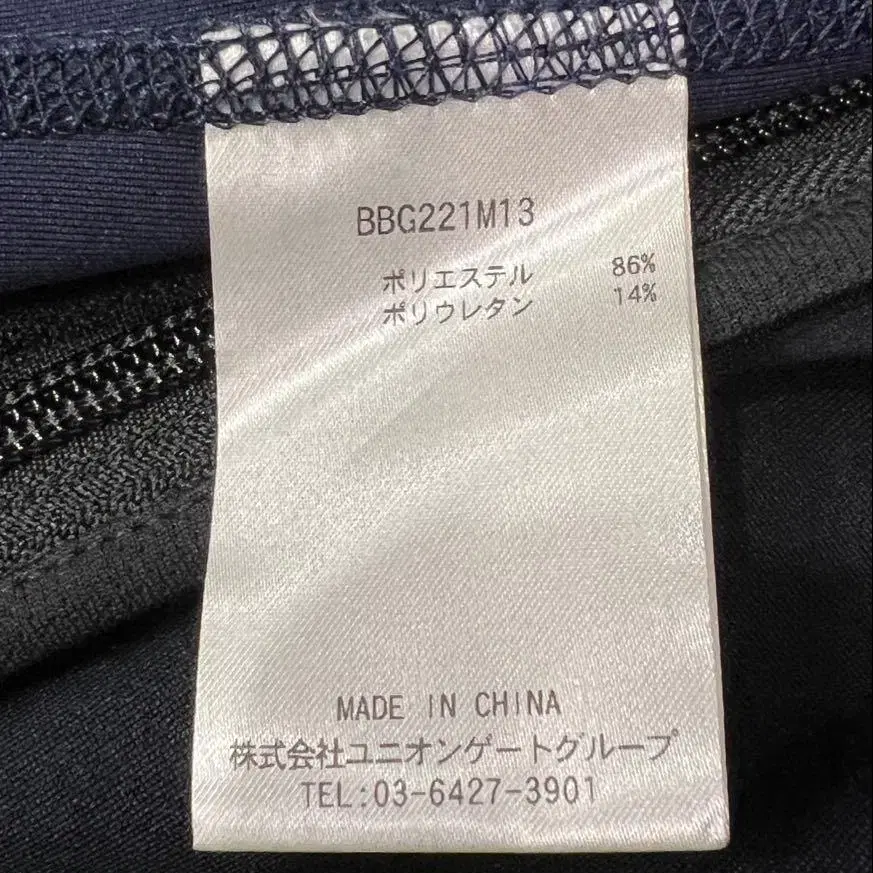 BBG221M13
ポリエステル 86%
ポリウレタン 14%
MADE IN CHINA
株式会社ユニオンゲートグループ
TEL:03-6427-3901